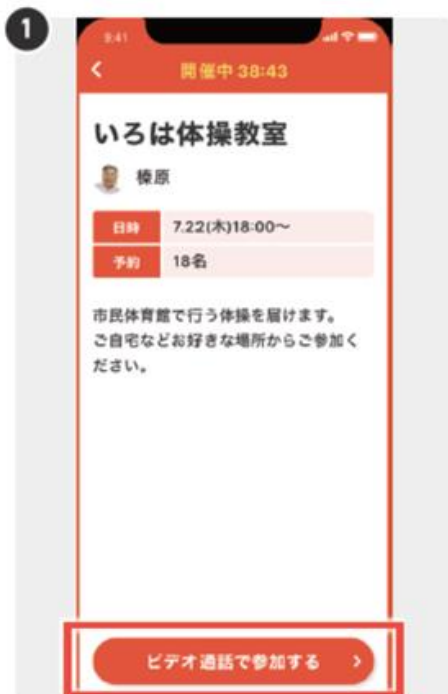 1
9:41
開催中 38:43
いろは体操教室
榛原
日時 7.22(木)18:00〜
予約 18名
市民体育館で行う体操を届けます。
ご自宅などお好きな場所からご参加く
ださい。
ビデオ通話で参加する